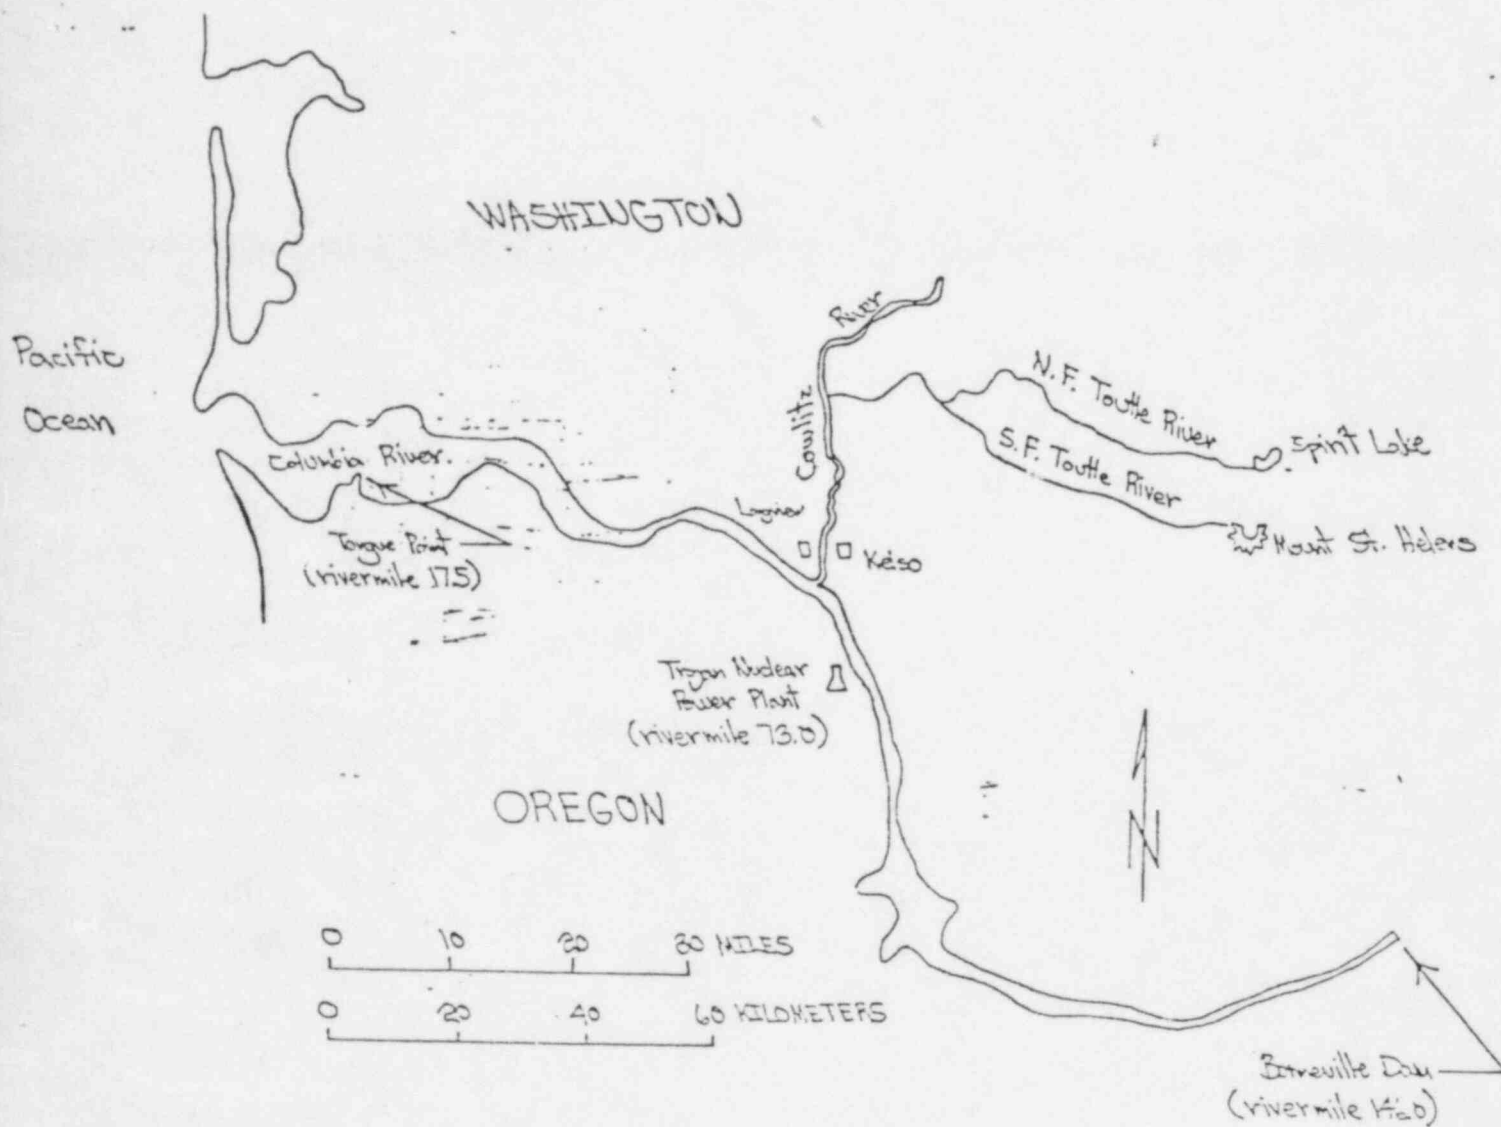 WASHINGTON
Pacific
Ocean
River
Cowlitz
N. F. Toutle River
S. F. Toutle River
Spirit Lake
Columbia River
Tongue Point
(rivermile 17.5)
Kelso
Mount St. Helens
Trojan Nuclear
Power Plant
(rivermile 73.0)
OREGON
N
0 10 20 30 MILES
0 20 40 60 KILOMETERS
Dam
(rivermile